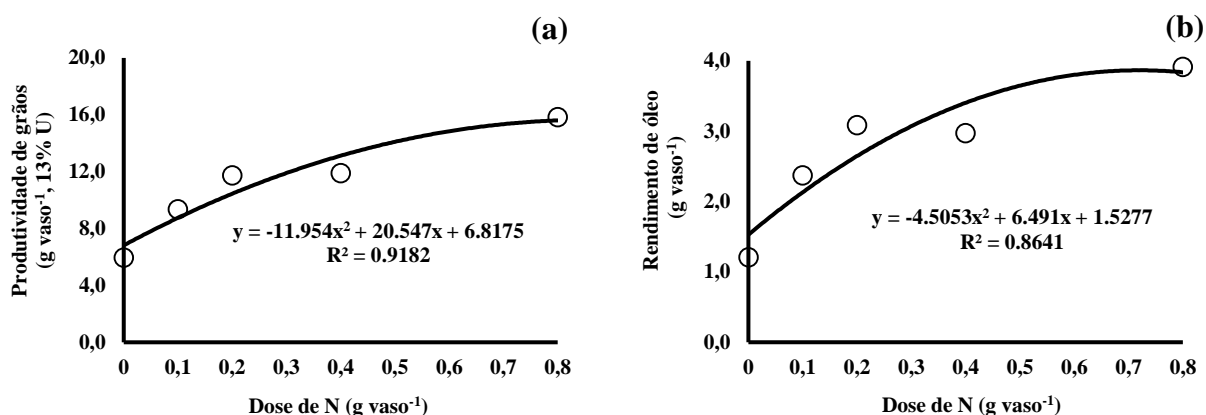 (a)
Produtividade de grãos
(g vaso⁻¹, 13% U)
20,0
16,0
12,0
8,0
4,0
0,0
y = -11.954x² + 20.547x + 6.8175
R² = 0.9182
0 0,1 0,2 0,3 0,4 0,5 0,6 0,7 0,8
Dose de N (g vaso⁻¹)
(b)
Rendimento de óleo
(g vaso⁻¹)
4,0
3,0
2,0
1,0
0,0
y = -4.5053x² + 6.491x + 1.5277
R² = 0.8641
0 0,1 0,2 0,3 0,4 0,5 0,6 0,7 0,8
Dose de N (g vaso⁻¹)